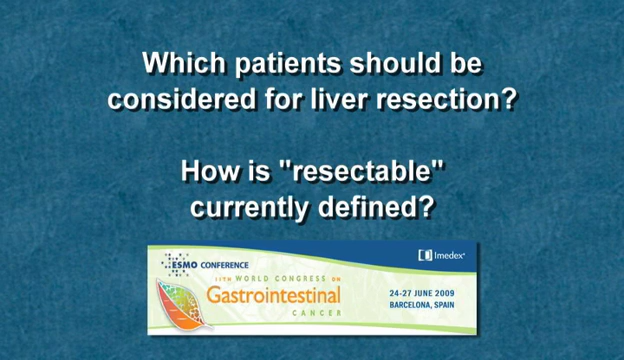 Which patients should be
considered for liver resection?
How is "resectable"
currently defined?
ESMO CONFERENCE
Imedex
11TH WORLD CONGRESS ON
Gastrointestinal
CANCER
24-27 JUNE 2009
BARCELONA, SPAIN